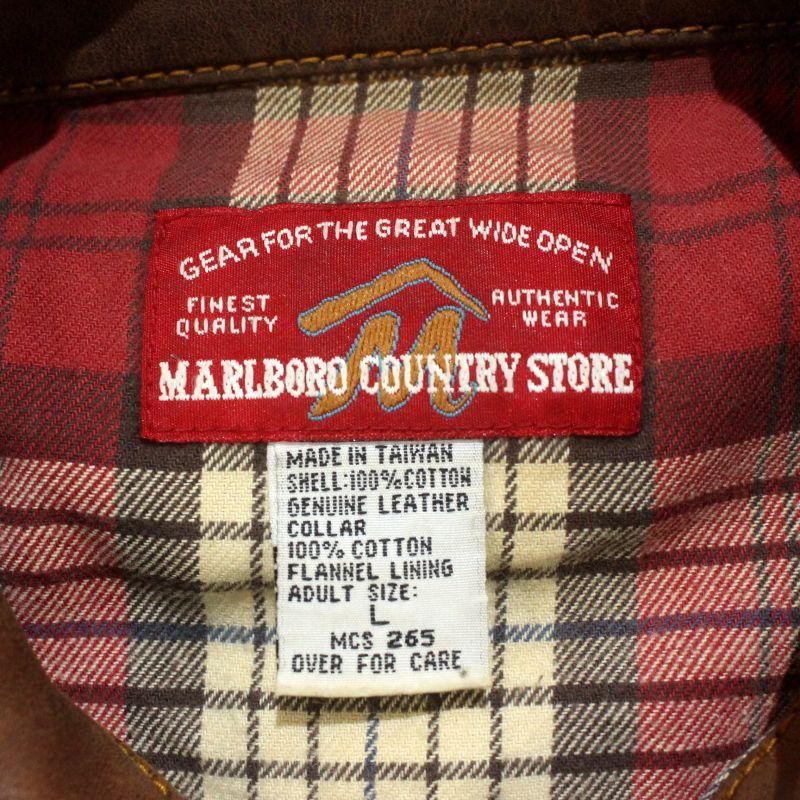 GEAR FOR THE GREAT WIDE OPEN
FINEST QUALITY
AUTHENTIC WEAR
MARLBORO COUNTRY STORE
MADE IN TAIWAN
SHELL:100% COTTON
GENUINE LEATHER
COLLAR
100% COTTON
FLANNEL LINING
ADULT SIZE:
L
MCS 265
OVER FOR CARE